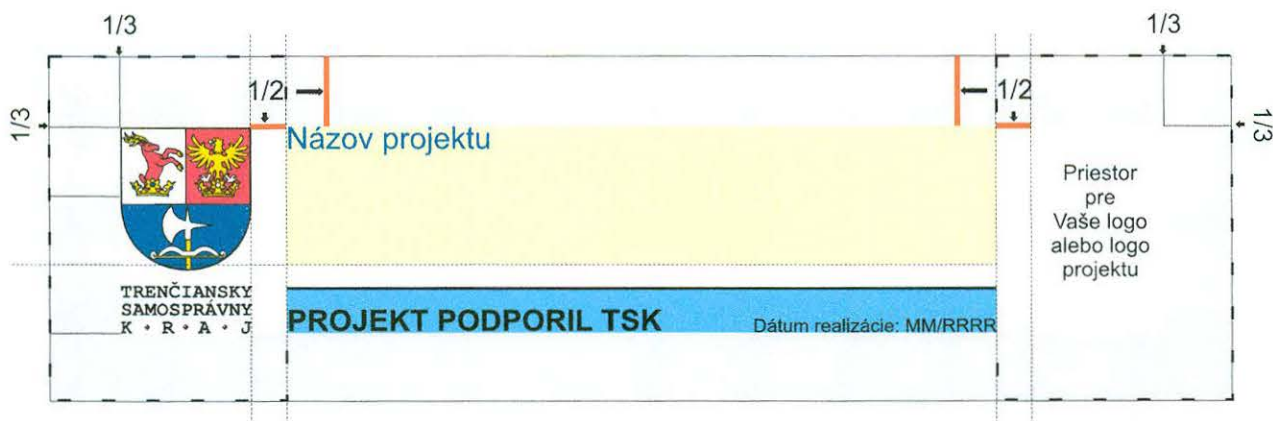 1/3
1/3
1/2
1/2
1/3
1/3
Názov projektu
Priestor
pre
Vaše logo
alebo logo
projektu
TRENČIANSKY
SAMOSPRÁVNY
K • R • A • J
PROJEKT PODPORIL TSK
Dátum realizácie: MM/RRRR